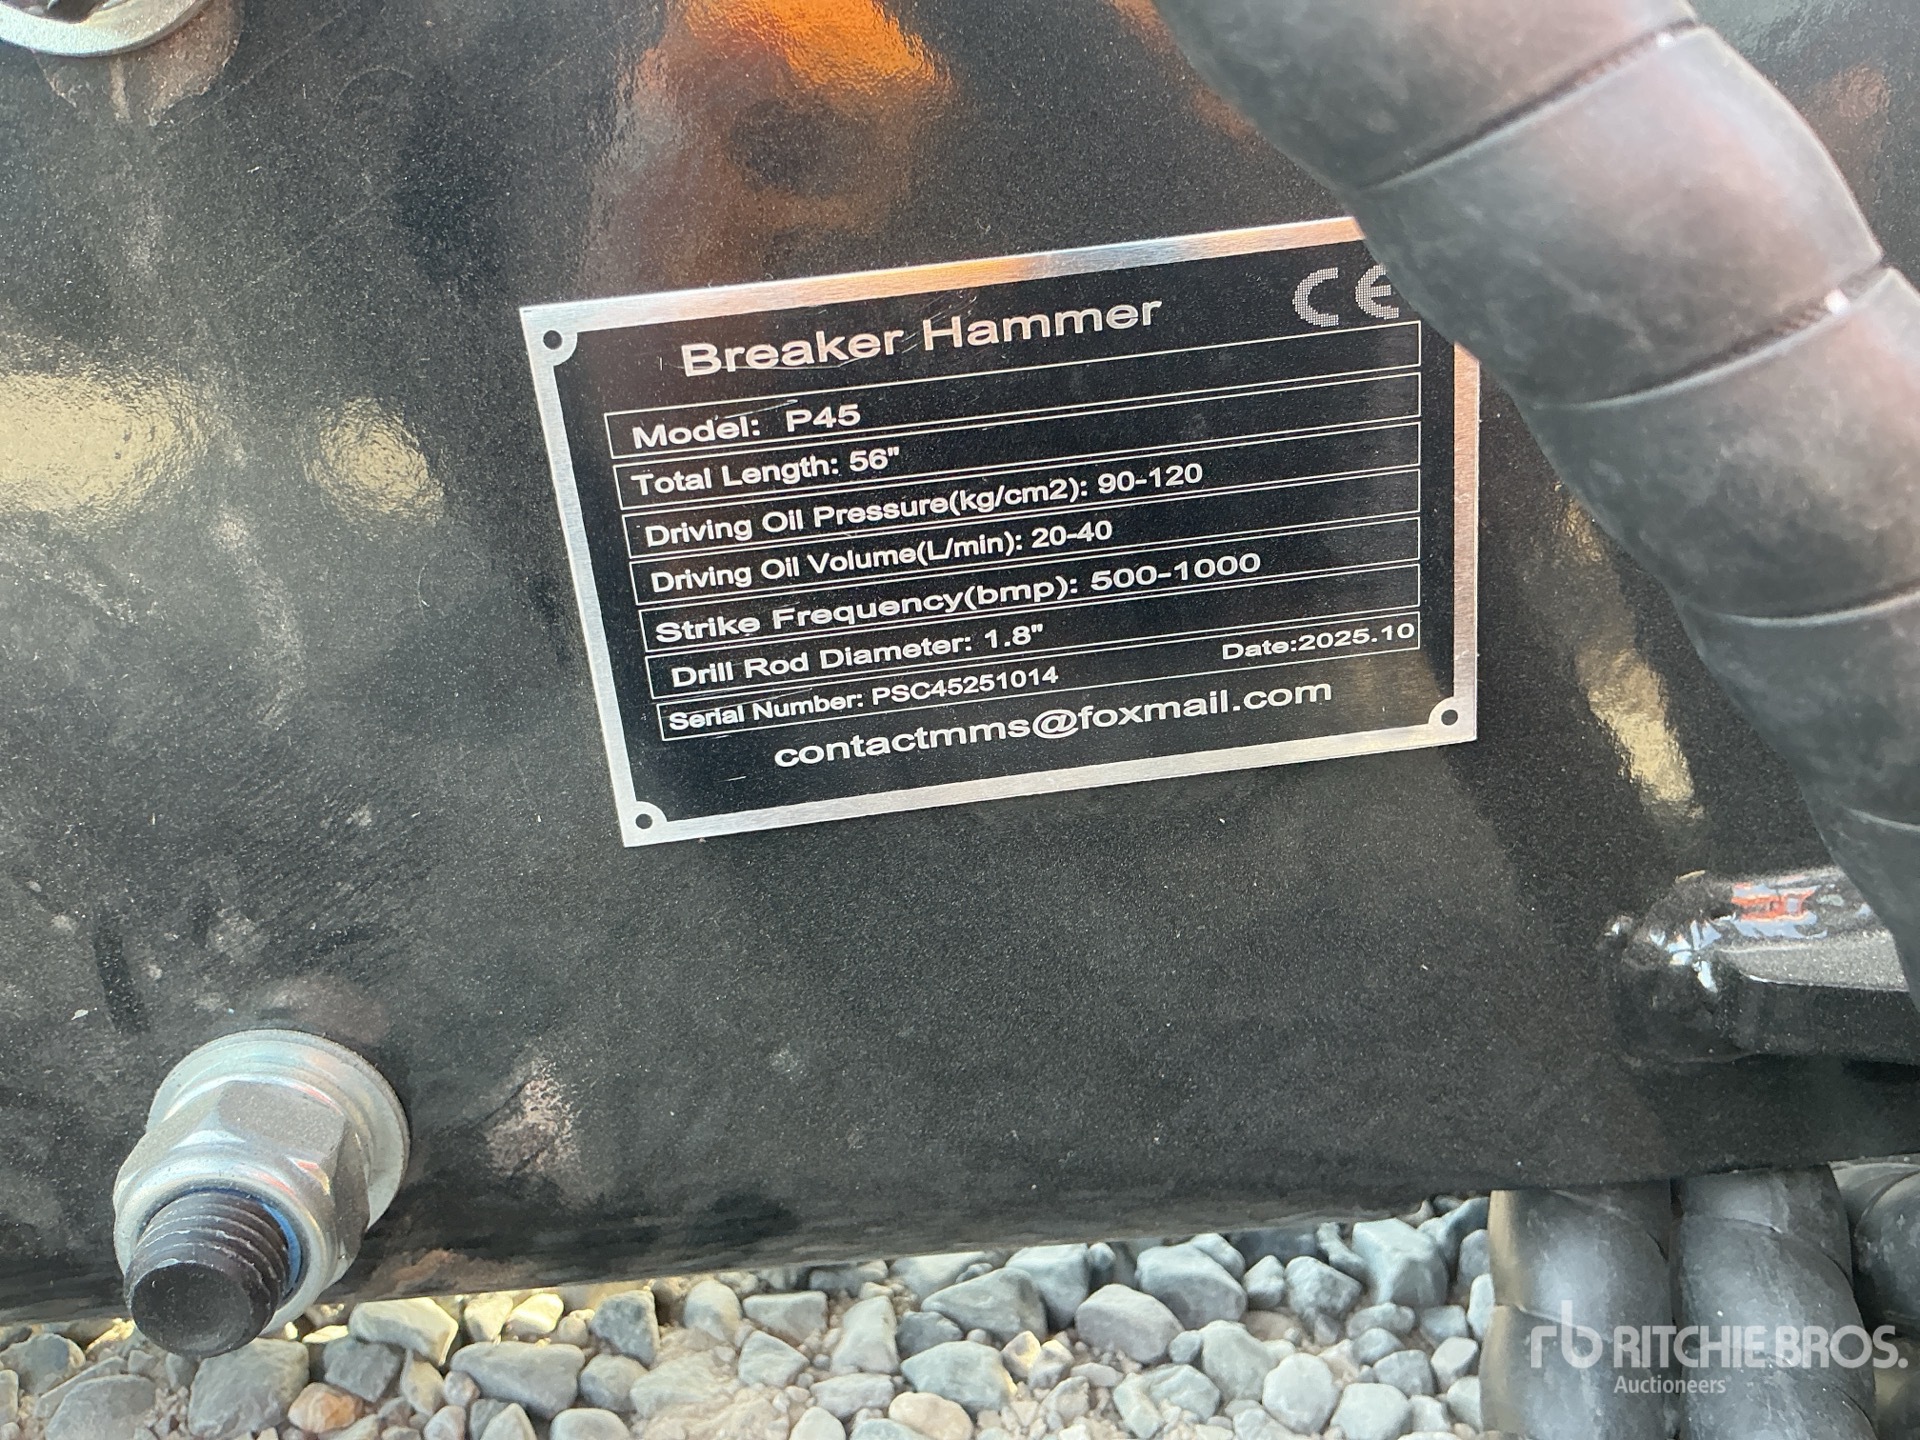 CE
Breaker Hammer
Model: P45
Total Length: 56"
Driving Oil Pressure(kg/cm2): 90-120
Driving Oil Volume(L/min): 20-40
Strike Frequency(bmp): 500-1000
Drill Rod Diameter: 1.8"
Serial Number: PSC45251014 Date:2025.10
contactmms@foxmail.com
rb RITCHIE BROS.
Auctioneers